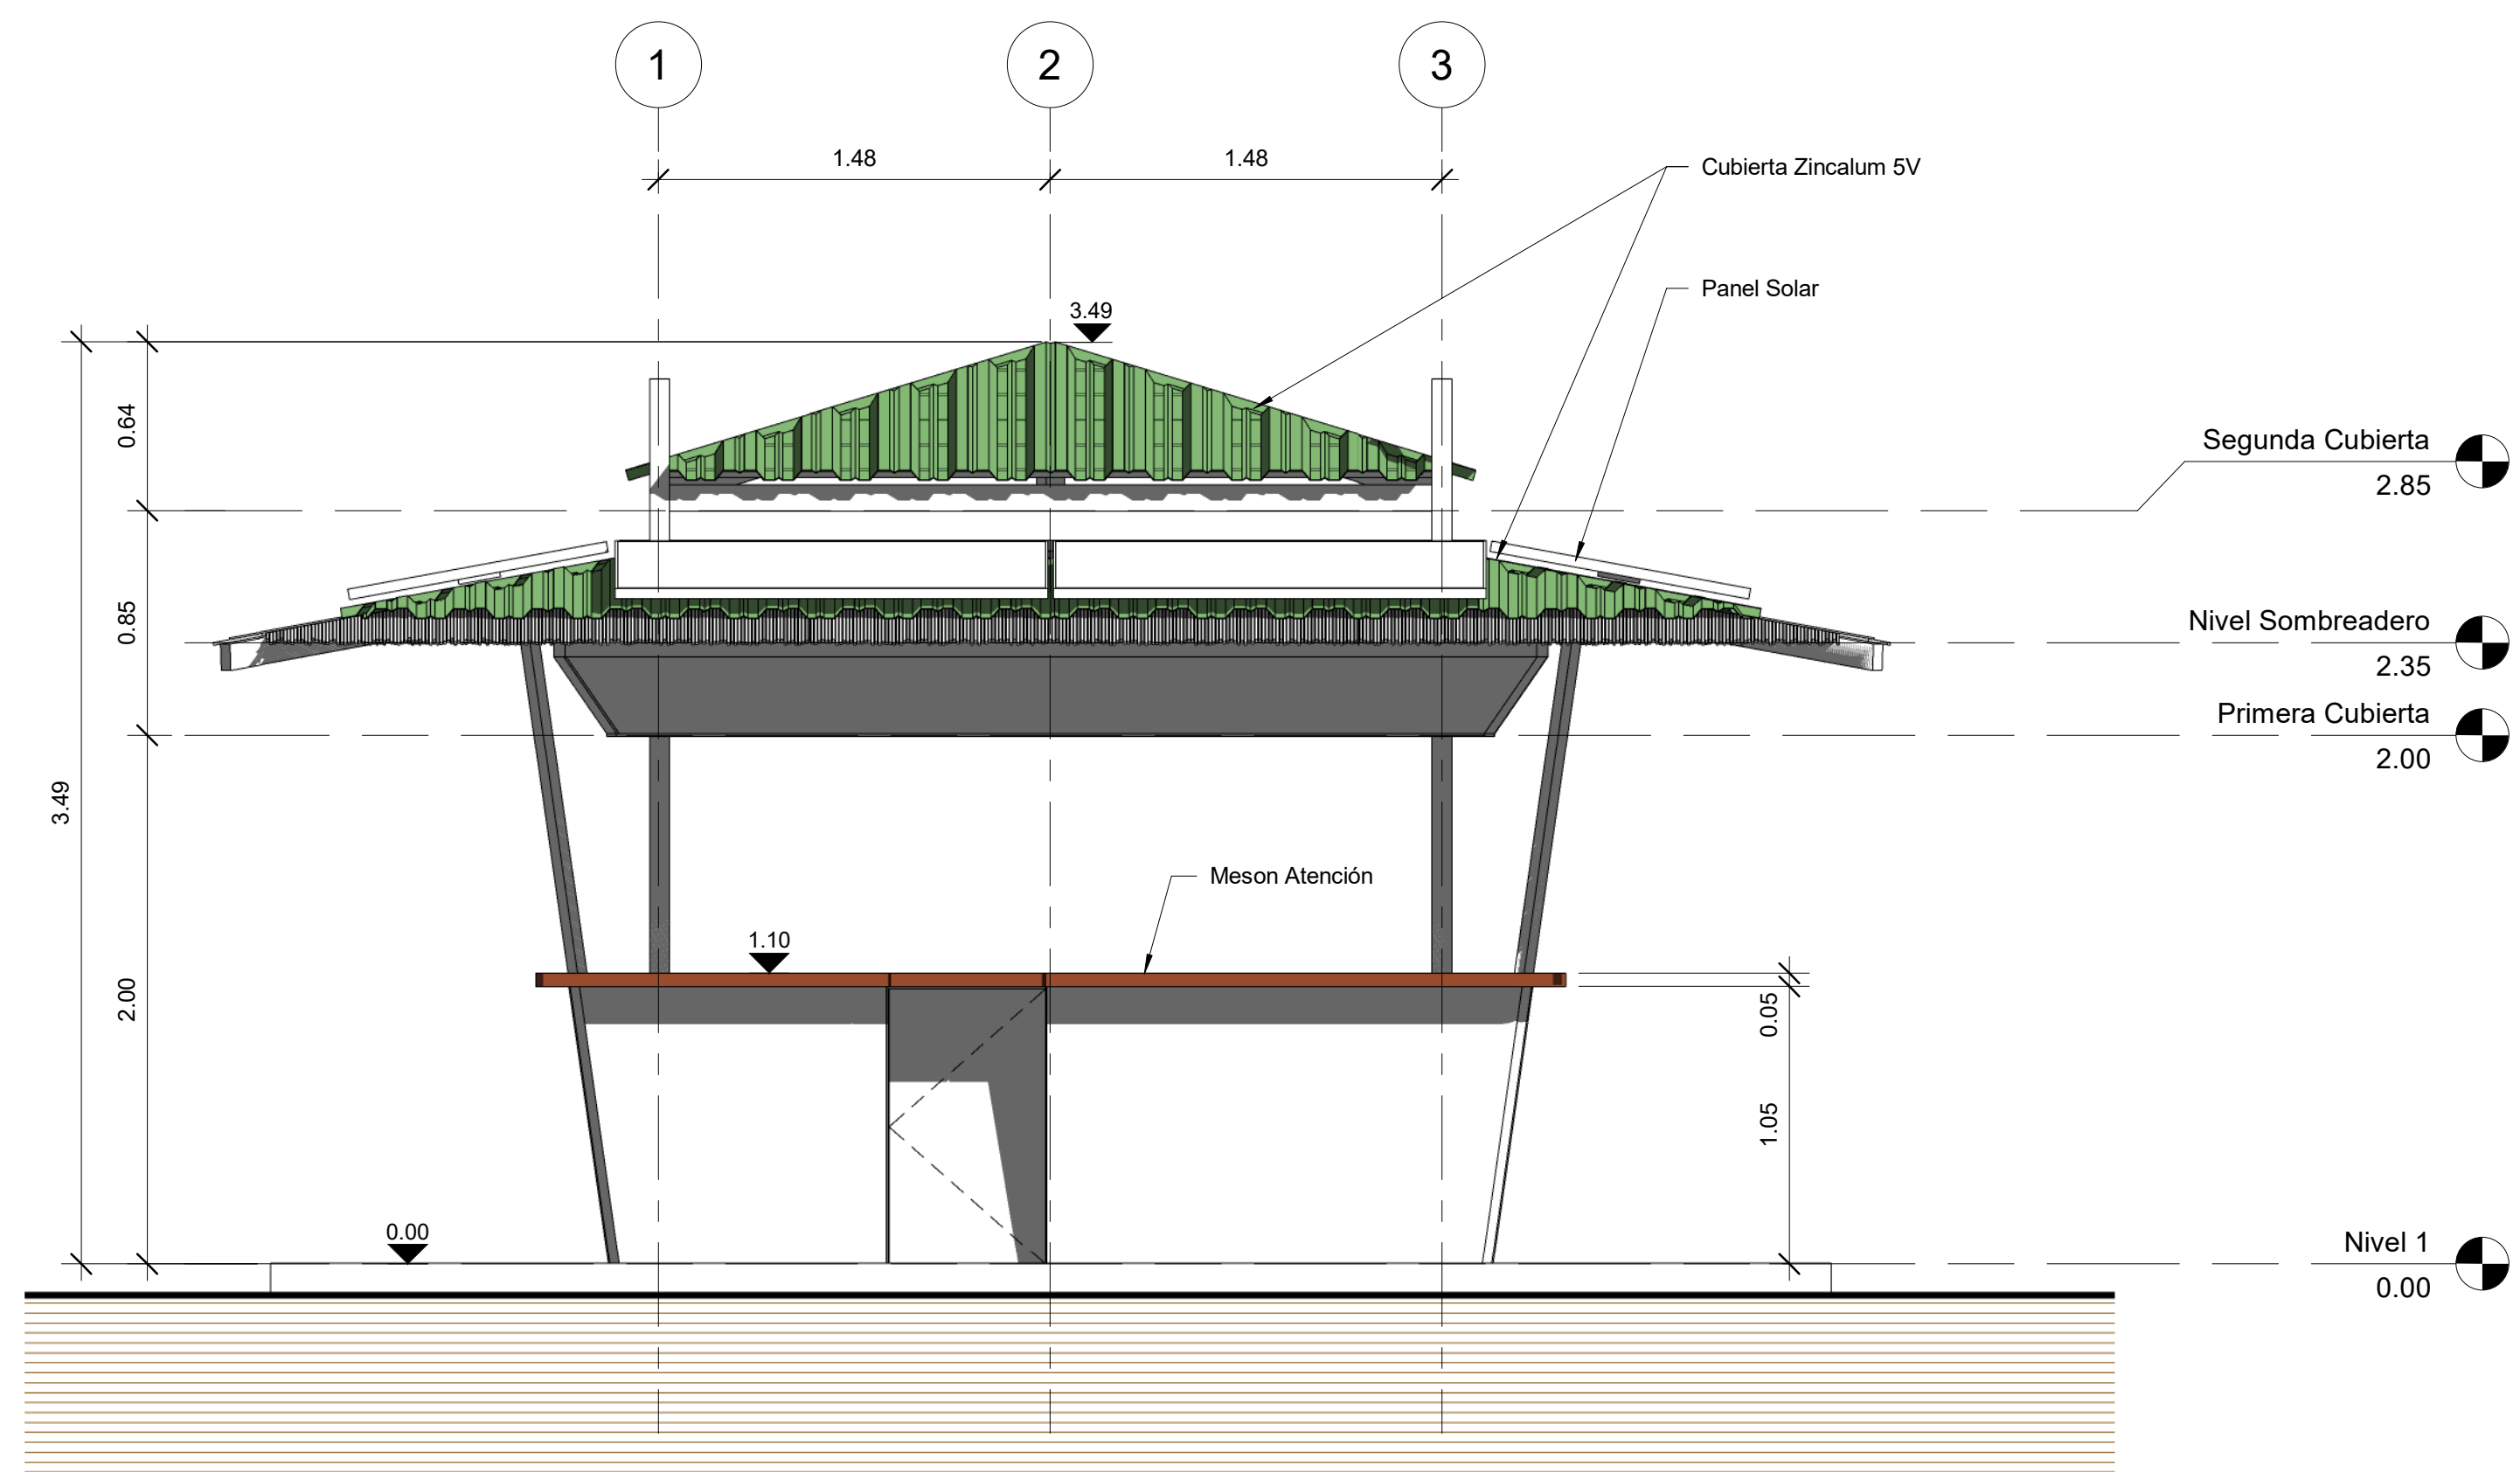 1
2
3
1.48
1.48
Cubierta Zincalum 5V
Panel Solar
3.49
0.64
Segunda Cubierta
2.85
0.85
Nivel Sombreadero
2.35
Primera Cubierta
2.00
3.49
Meson Atención
1.10
2.00
0.05
1.05
0.00
Nivel 1
0.00